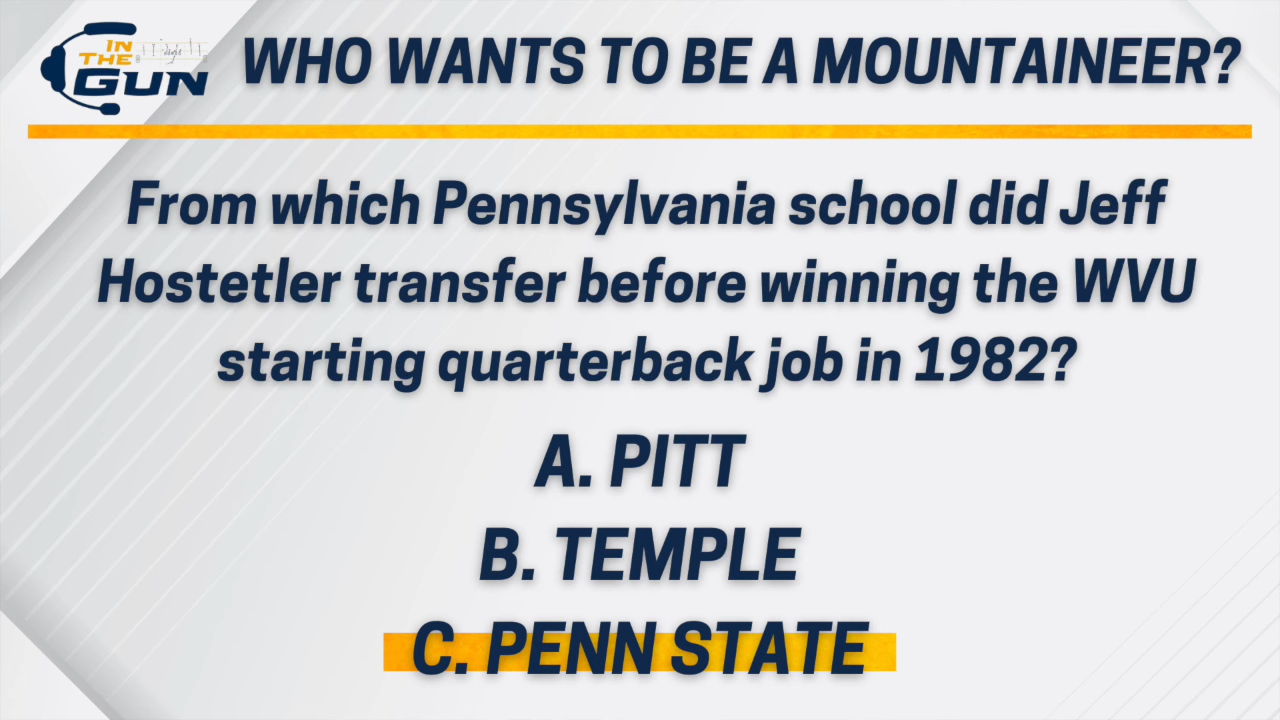 IN
THE
GUN
WHO WANTS TO BE A MOUNTAINEER?
From which Pennsylvania school did Jeff
Hostetler transfer before winning the WVU
starting quarterback job in 1982?
A. PITT
B. TEMPLE
C. PENN STATE